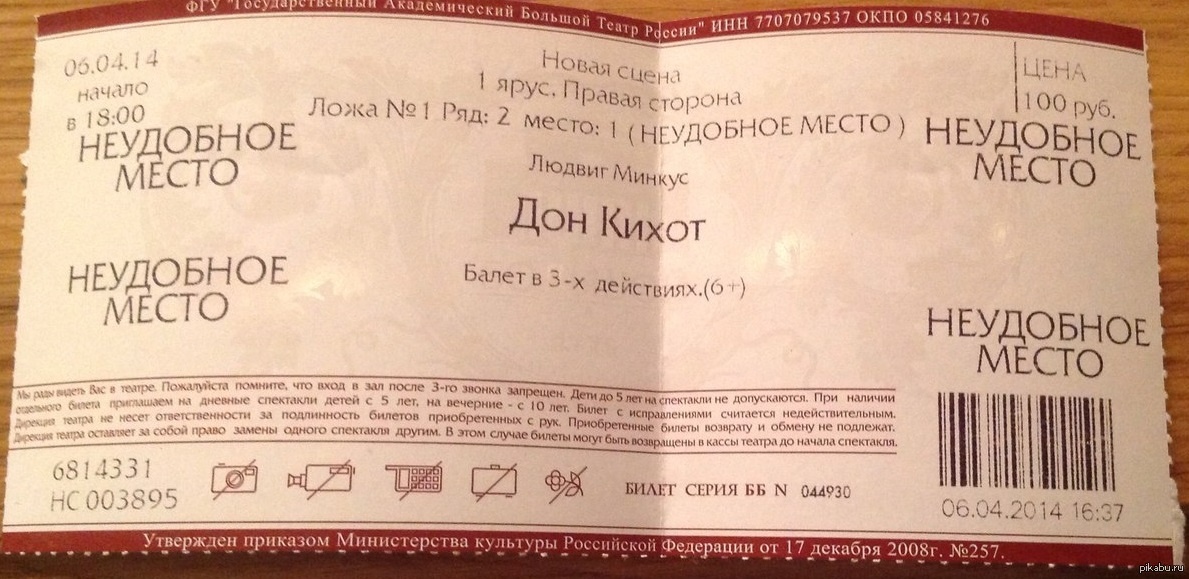 ФГУ "Государственный Академический Большой Театр России" ИНН 7707079537 ОКПО 05841276
06.04.14
начало
в 18:00
НЕУДОБНОЕ
МЕСТО
Новая сцена
1 ярус. Правая сторона
Ложа №1 Ряд: 2 место: 1 ( НЕУДОБНОЕ МЕСТО )
ЦЕНА
100 руб.
НЕУДОБНОЕ
МЕСТО
Людвиг Минкус
Дон Кихот
Балет в 3-х действиях.(6+)
НЕУДОБНОЕ
МЕСТО
НЕУДОБНОЕ
МЕСТО
Мы рады видеть Вас в театре. Пожалуйста помните, что вход в зал после 3-го звонка запрещен. Дети до 5 лет на спектакли не допускаются. При наличии
отдельного билета приглашаем на дневные спектакли детей с 5 лет, на вечерние - с 10 лет. Билет с исправлениями считается недействительным.
Дирекция театра не несет ответственности за подлинность билетов приобретенных с рук. Приобретенные билеты возврату и обмену не подлежат.
Дирекция театра оставляет за собой право замены одного спектакля другим. В этом случае билеты могут быть возвращены в кассы театра до начала спектакля.
6814331
НС 003895
БИЛЕТ СЕРИЯ ББ N 044930
06.04.2014 16:37
Утвержден приказом Министерства культуры Российской Федерации от 17 декабря 2008г. №257.
pikabu.ru